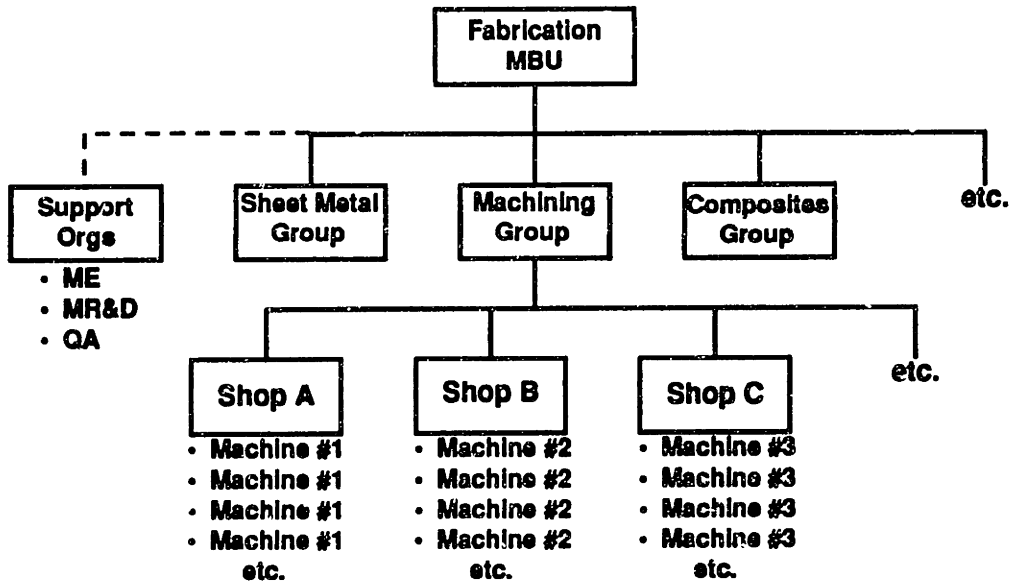 Fabrication
MBU
Support
Orgs
• ME
• MR&D
• QA
Sheet Metal
Group
Machining
Group
Composites
Group
etc.
Shop A
• Machine #1
• Machine #1
• Machine #1
• Machine #1
etc.
Shop B
• Machine #2
• Machine #2
• Machine #2
• Machine #2
etc.
Shop C
• Machine #3
• Machine #3
• Machine #3
• Machine #3
etc.
etc.